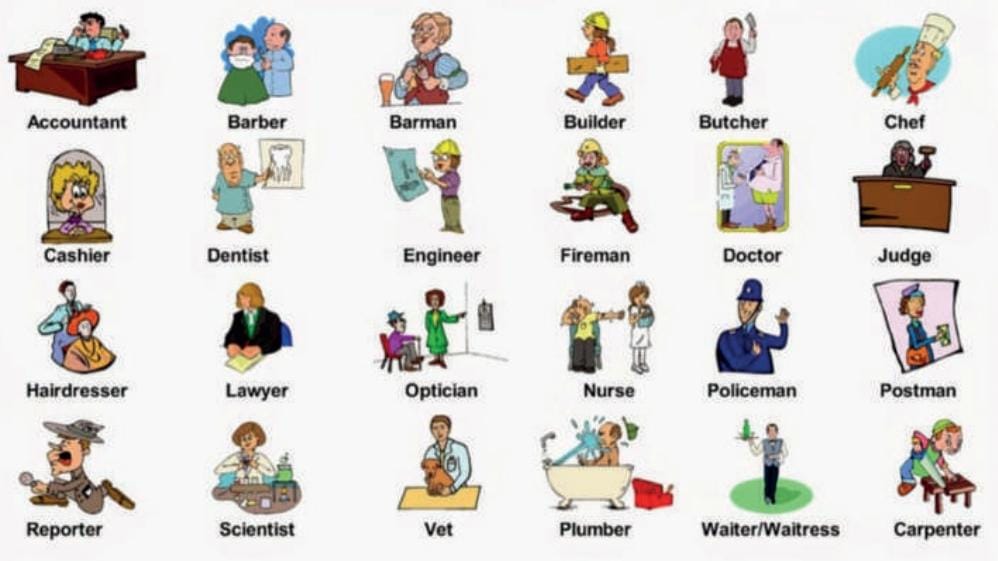 Accountant Barber Barman Builder Butcher Chef
Cashier Dentist Engineer Fireman Doctor Judge
Hairdresser Lawyer Optician Nurse Policeman Postman
Reporter Scientist Vet Plumber Waiter/Waitress Carpenter